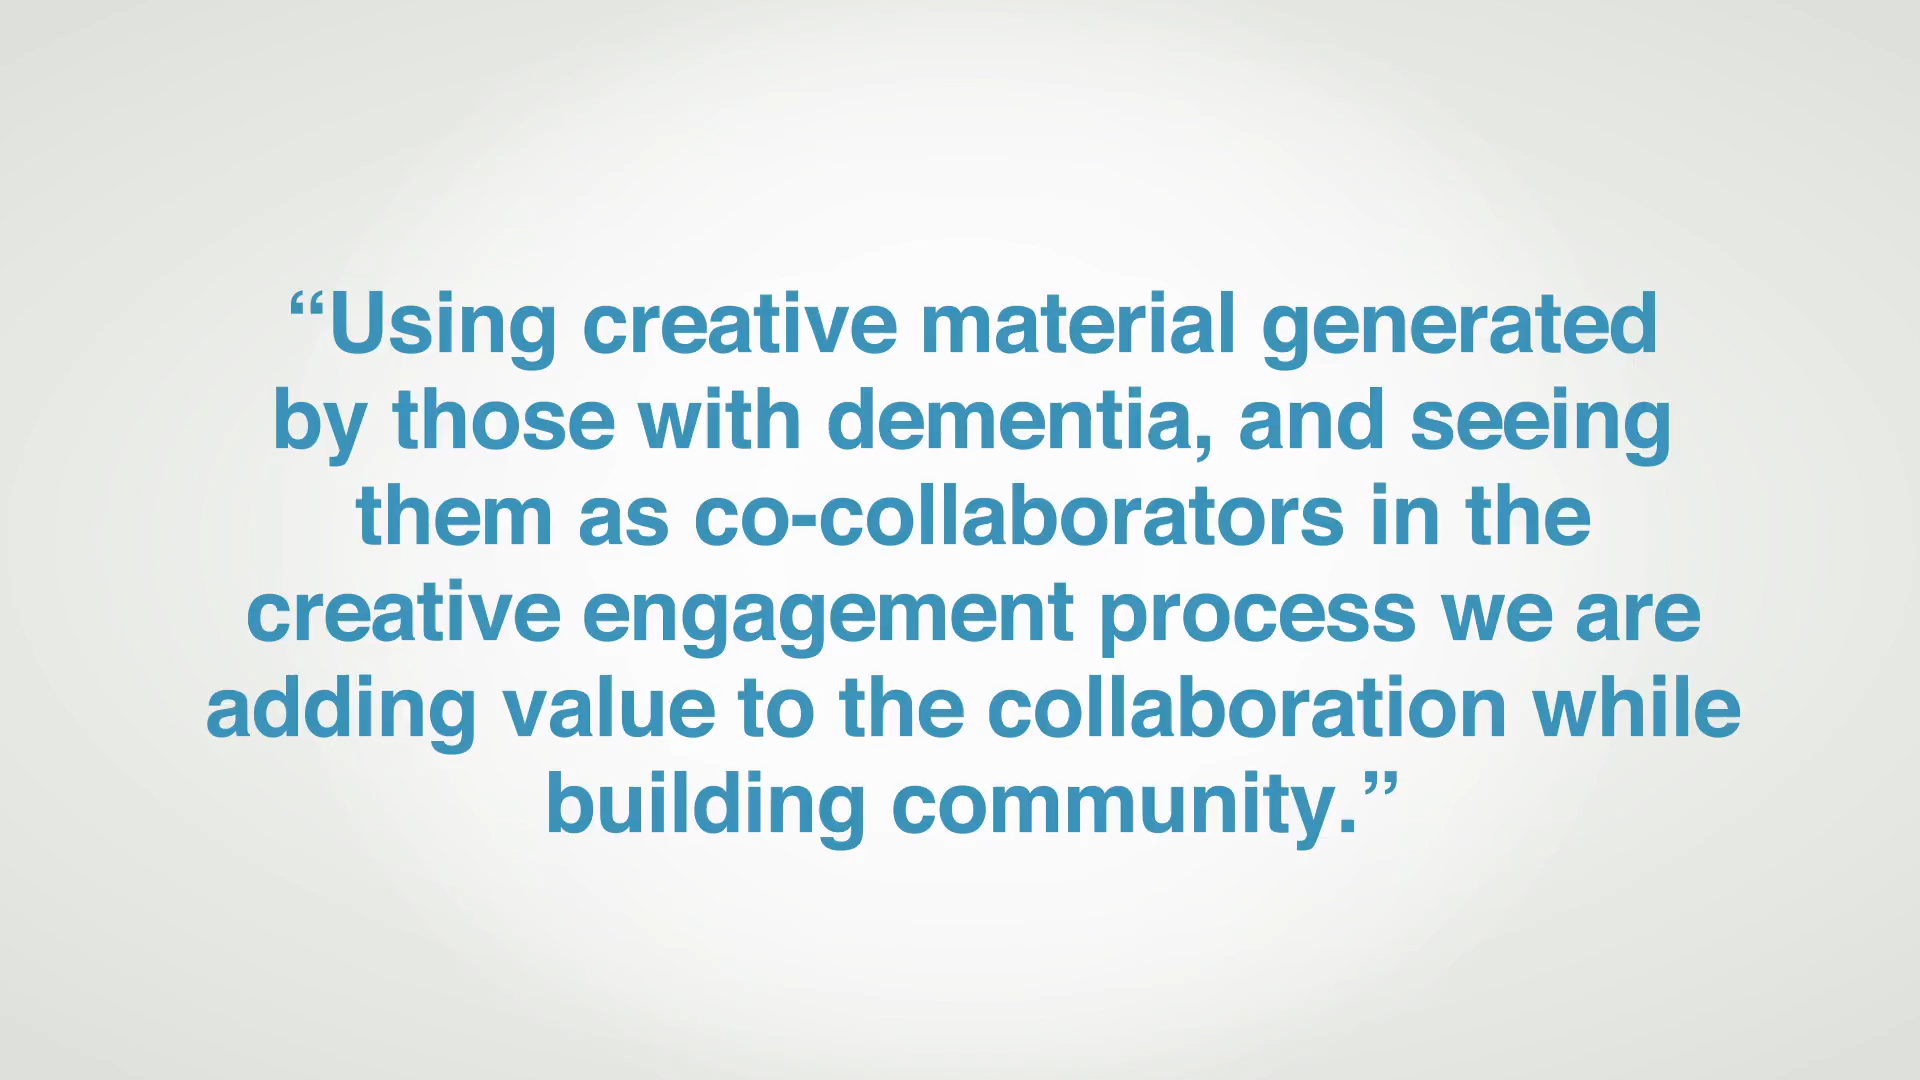 “Using creative material generated
by those with dementia, and seeing
them as co-collaborators in the
creative engagement process we are
adding value to the collaboration while
building community.”